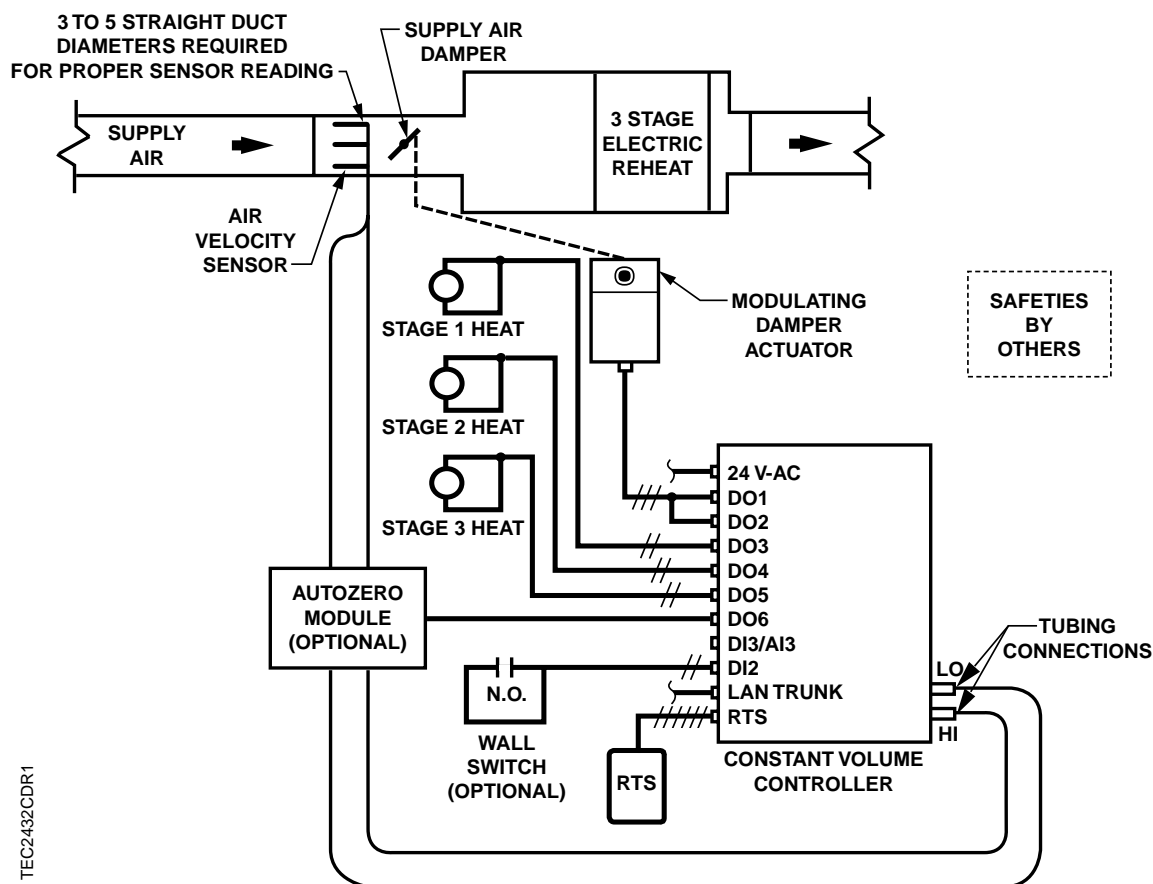 3 TO 5 STRAIGHT DUCT
DIAMETERS REQUIRED
FOR PROPER SENSOR READING
SUPPLY AIR
DAMPER
SUPPLY
AIR
3 STAGE
ELECTRIC
REHEAT
AIR
VELOCITY
SENSOR
STAGE 1 HEAT
MODULATING
DAMPER
ACTUATOR
SAFETIES
BY
OTHERS
STAGE 2 HEAT
STAGE 3 HEAT
24 V-AC
DO1
DO2
DO3
DO4
DO5
DO6
DI3/AI3
DI2
LAN TRUNK
RTS
AUTOZERO
MODULE
(OPTIONAL)
TUBING
CONNECTIONS
LO
HI
N.O.
WALL
SWITCH
(OPTIONAL)
RTS
CONSTANT VOLUME
CONTROLLER
TEC2432CDR1